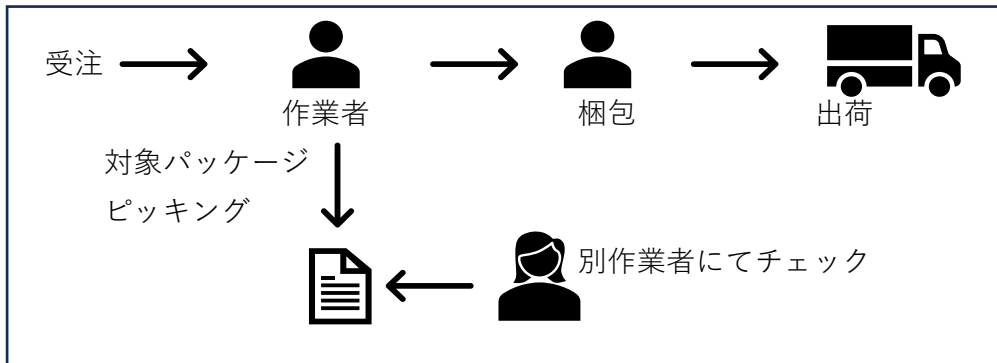 受注
作業者
梱包
出荷
対象パッケージ
ピッキング
別作業者にてチェック